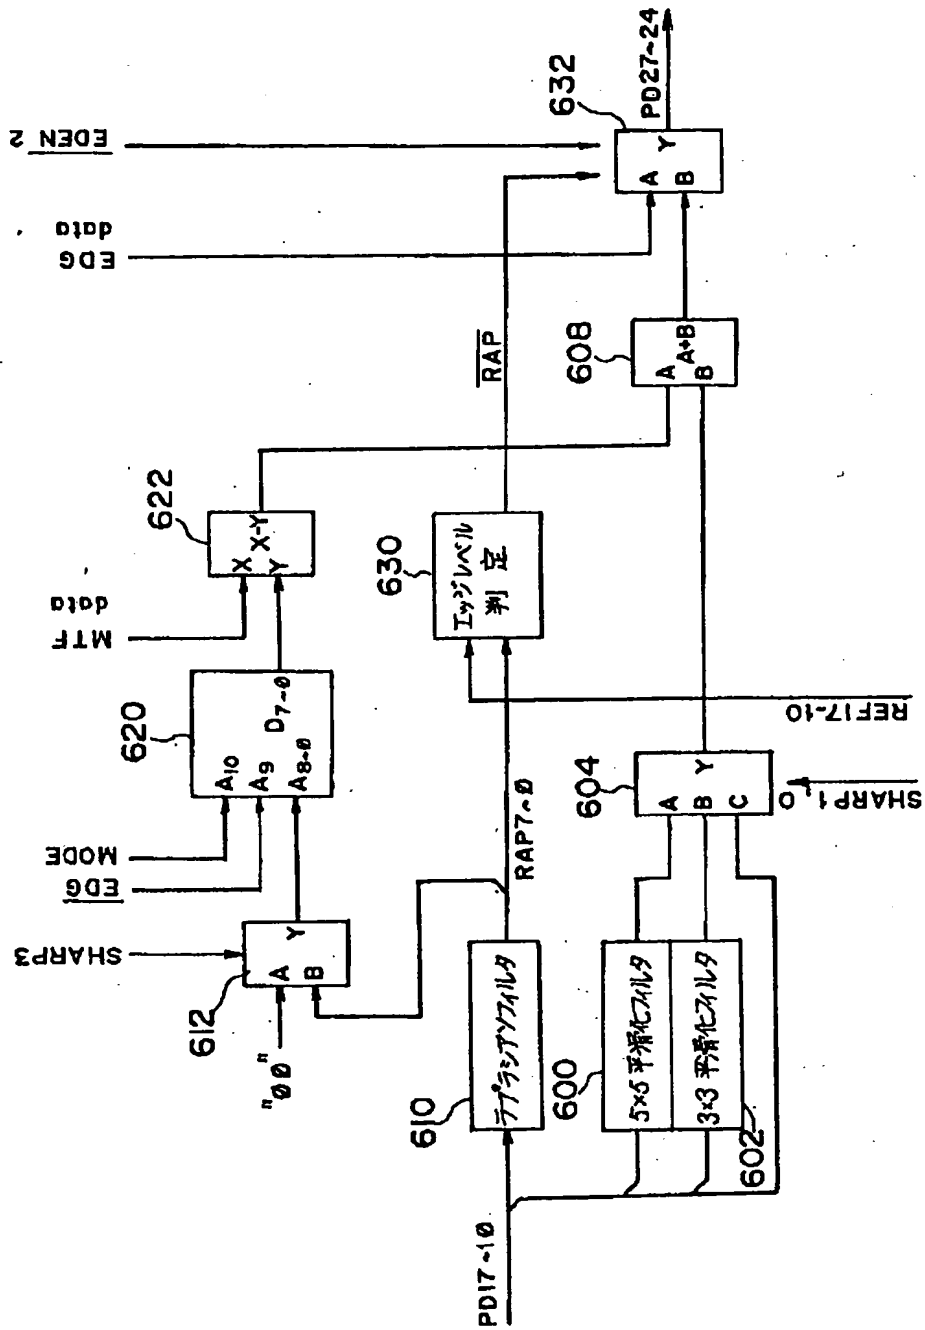 PD17~10
610
ラプラシアンフィルタ
600
5×5 平滑化フィルタ
3×3 平滑化フィルタ
602
"00"
612
A
B
Y
SHARP3
EDG
MODE
620
A10
A9
A8~0
D7~0
MTF
data
622
X
X-Y
Y
RAP7~0
630
エッジレベル
判 定
REF17~10
604
A
B
C
Y
SHARP1,0
RAP
608
A
A+B
B
EDG
data
EDEN 2
632
A
B
Y
PD27~24